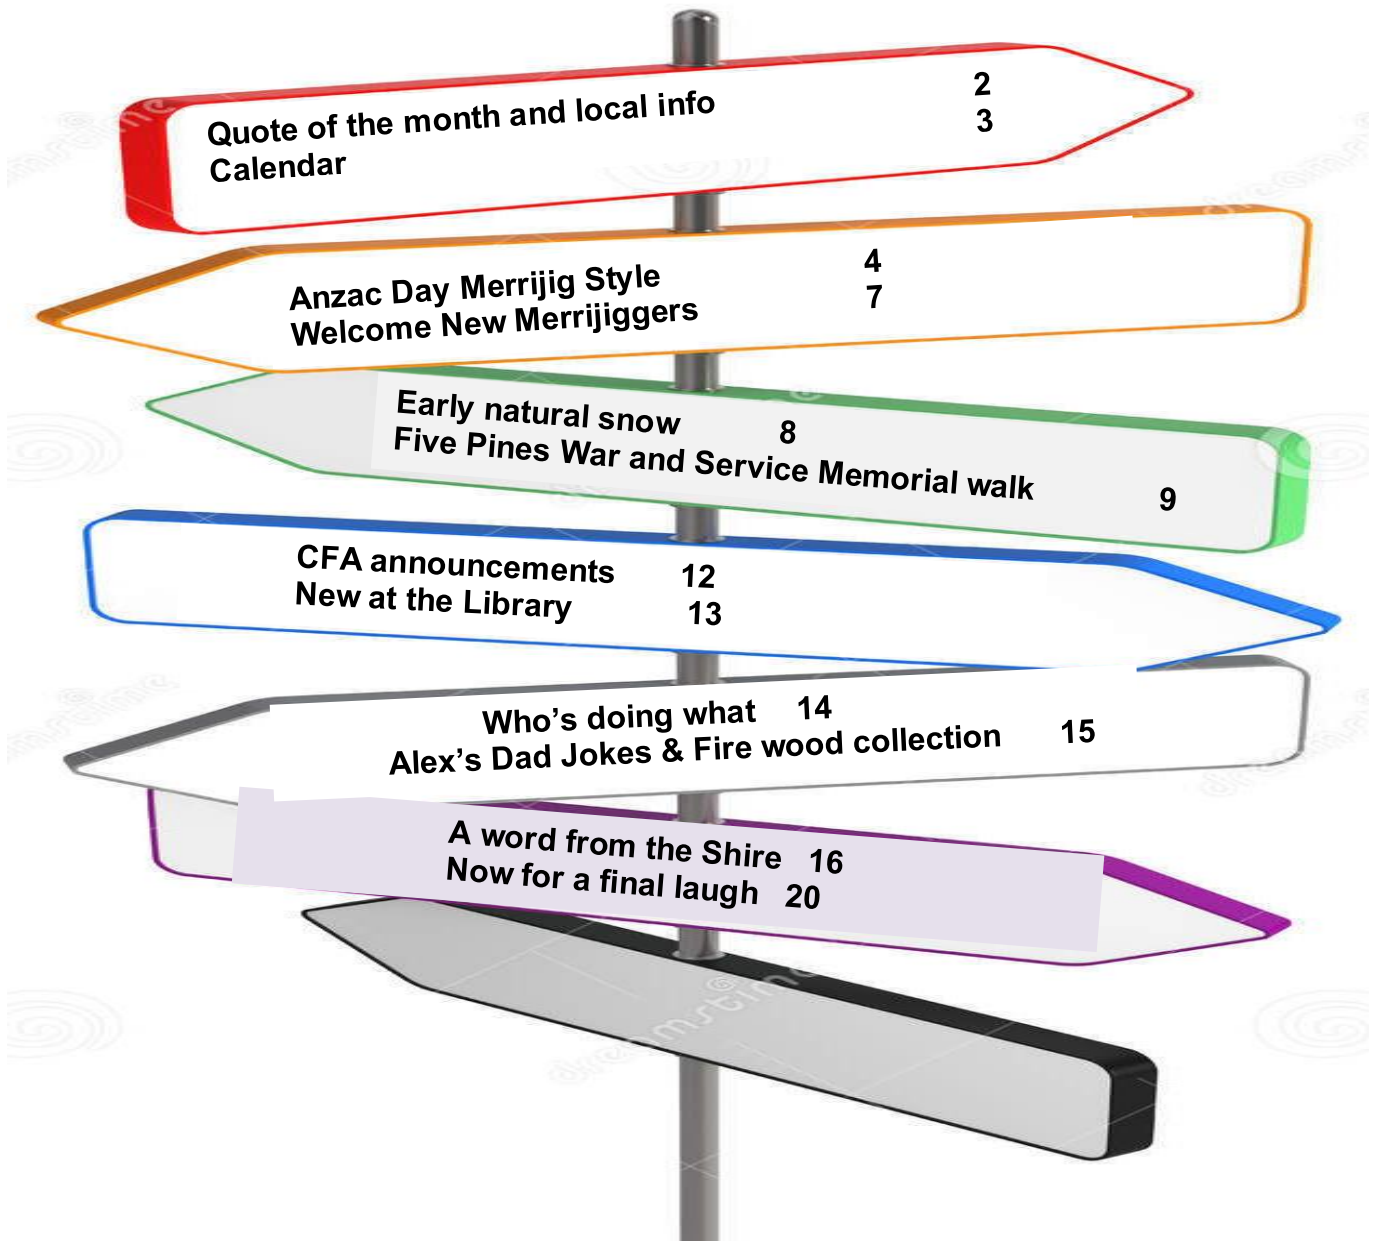 Quote of the month and local info 2
Calendar 3
Anzac Day Merrijig Style 4
Welcome New Merrijiggers 7
Early natural snow 8
Five Pines War and Service Memorial walk 9
CFA announcements 12
New at the Library 13
Who’s doing what 14
Alex’s Dad Jokes & Fire wood collection 15
A word from the Shire 16
Now for a final laugh 20
dreamstime